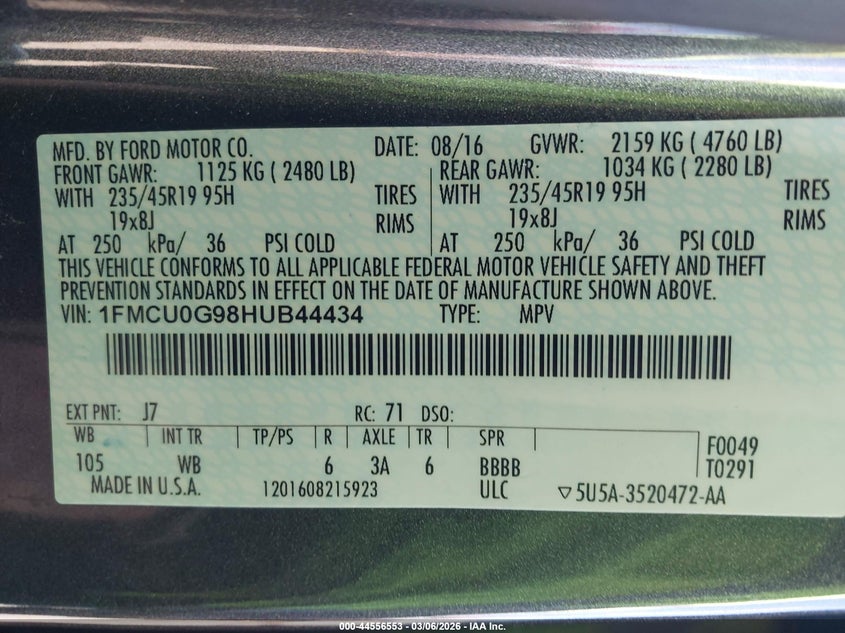 MFD. BY FORD MOTOR CO. DATE: 08/16 GVWR: 2159 KG ( 4760 LB)
FRONT GAWR: 1125 KG ( 2480 LB) REAR GAWR: 1034 KG ( 2280 LB)
WITH 235/45R19 95H TIRES WITH 235/45R19 95H TIRES
19x8J RIMS 19x8J RIMS
AT 250 kPa/ 36 PSI COLD AT 250 kPa/ 36 PSI COLD
THIS VEHICLE CONFORMS TO ALL APPLICABLE FEDERAL MOTOR VEHICLE SAFETY AND THEFT
PREVENTION STANDARDS IN EFFECT ON THE DATE OF MANUFACTURE SHOWN ABOVE.
VIN: 1FMCU0G98HUB44434 TYPE: MPV
EXT PNT: J7 RC: 71 DSO:
WB INT TR TP/PS R AXLE TR SPR F0049
105 WB 6 3A 6 BBBB T0291
MADE IN U.S.A. 1201608215923 ULC ▽5U5A-3520472-AA
000-44556553 — 03/06/2026 — IAA Inc.